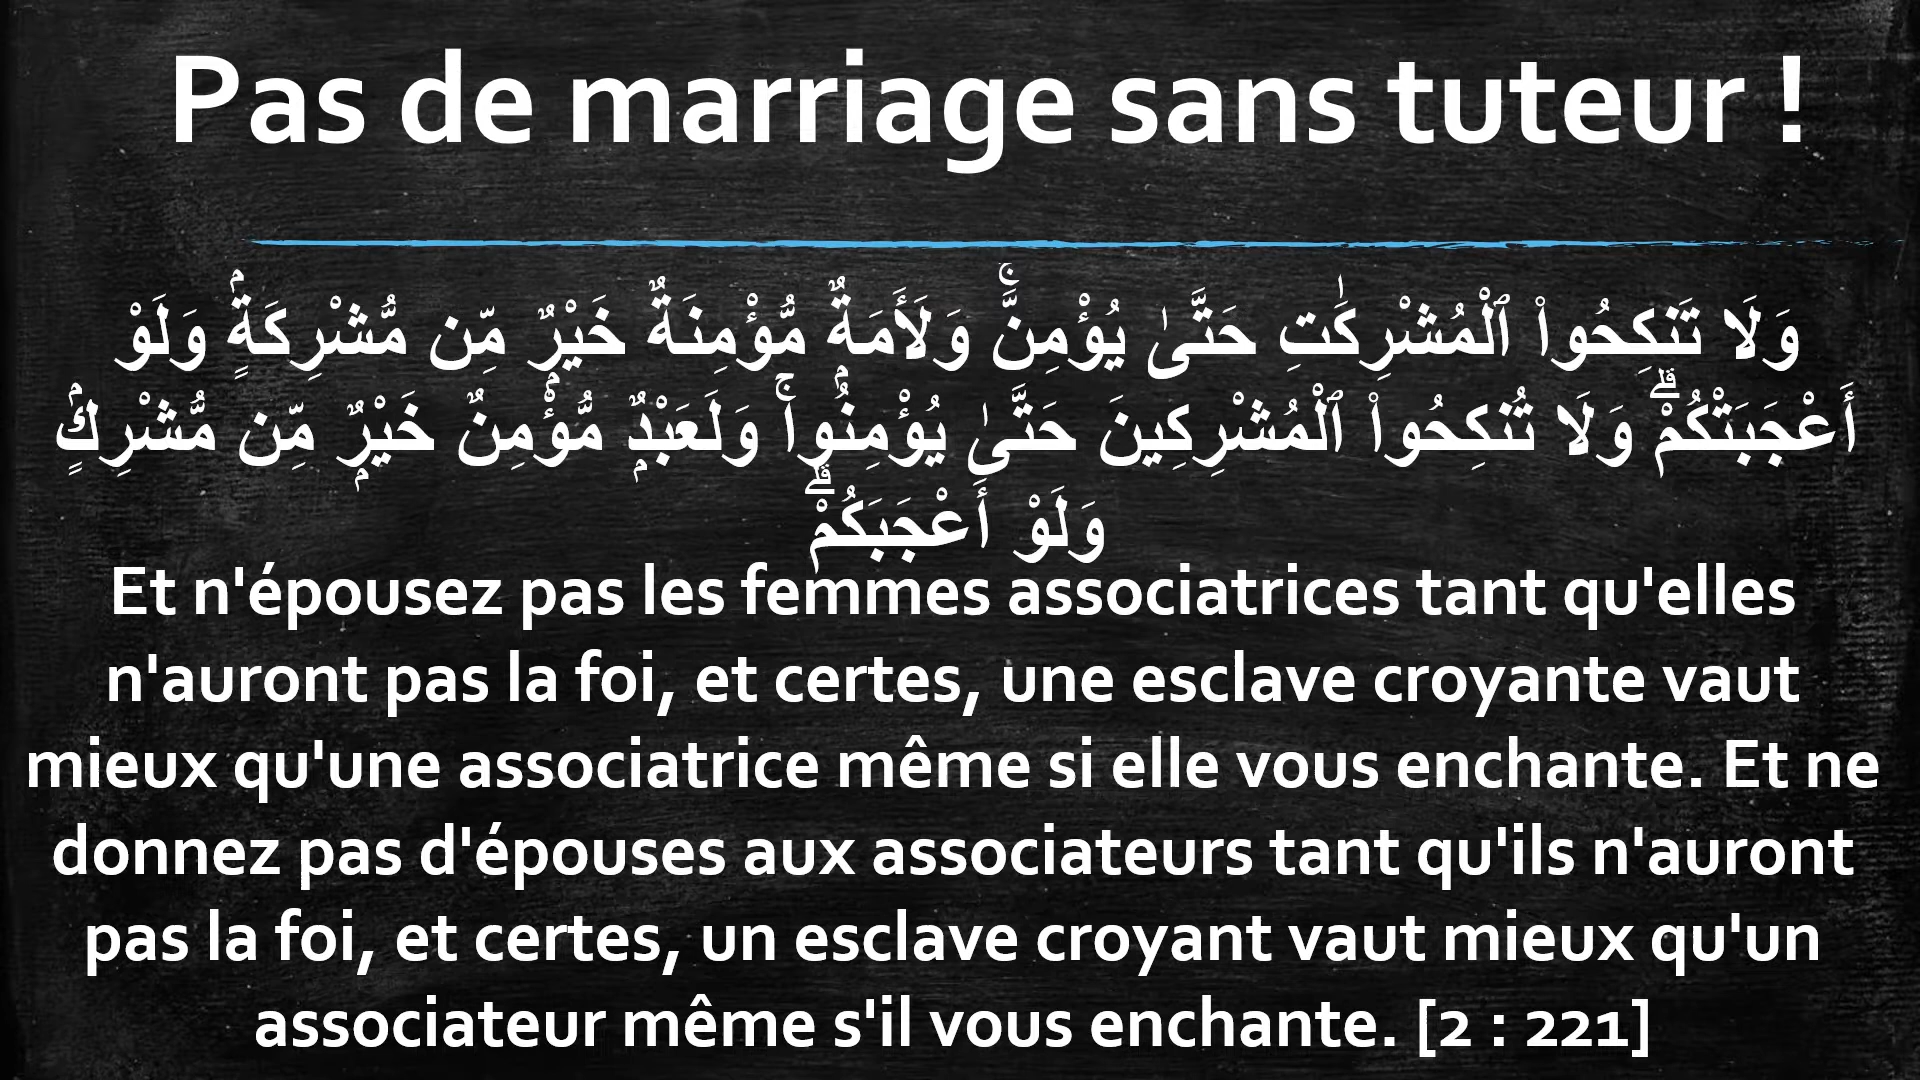 Pas de marriage sans tuteur !
وَلَا تَنكِحُوا۟ ٱلْمُشْرِكَٰتِ حَتَّىٰ يُؤْمِنَّ ۚ وَلَأَمَةٌ مُّؤْمِنَةٌ خَيْرٌ مِّن مُّشْرِكَةٍ وَلَوْ
أَعْجَبَتْكُمْ ۗ وَلَا تُنكِحُوا۟ ٱلْمُشْرِكِينَ حَتَّىٰ يُؤْمِنُوا۟ ۚ وَلَعَبْدٌ مُّؤْمِنٌ خَيْرٌ مِّن مُّشْرِكٍ
وَلَوْ أَعْجَبَكُمْ ۗ
Et n'épousez pas les femmes associatrices tant qu'elles
n'auront pas la foi, et certes, une esclave croyante vaut
mieux qu'une associatrice même si elle vous enchante. Et ne
donnez pas d'épouses aux associateurs tant qu'ils n'auront
pas la foi, et certes, un esclave croyant vaut mieux qu'un
associateur même s'il vous enchante. [2 : 221]